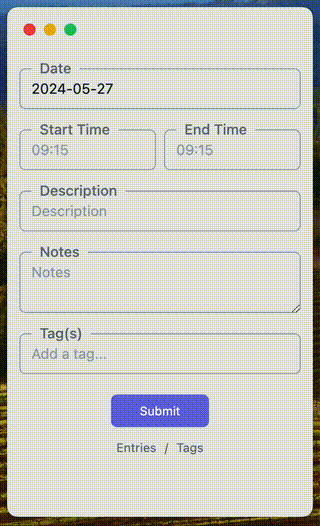 Date
2024-05-27
Start Time
End Time
09:15
09:15
Description
Description
Notes
Notes
Tag(s)
Add a tag...
Submit
Entries / Tags